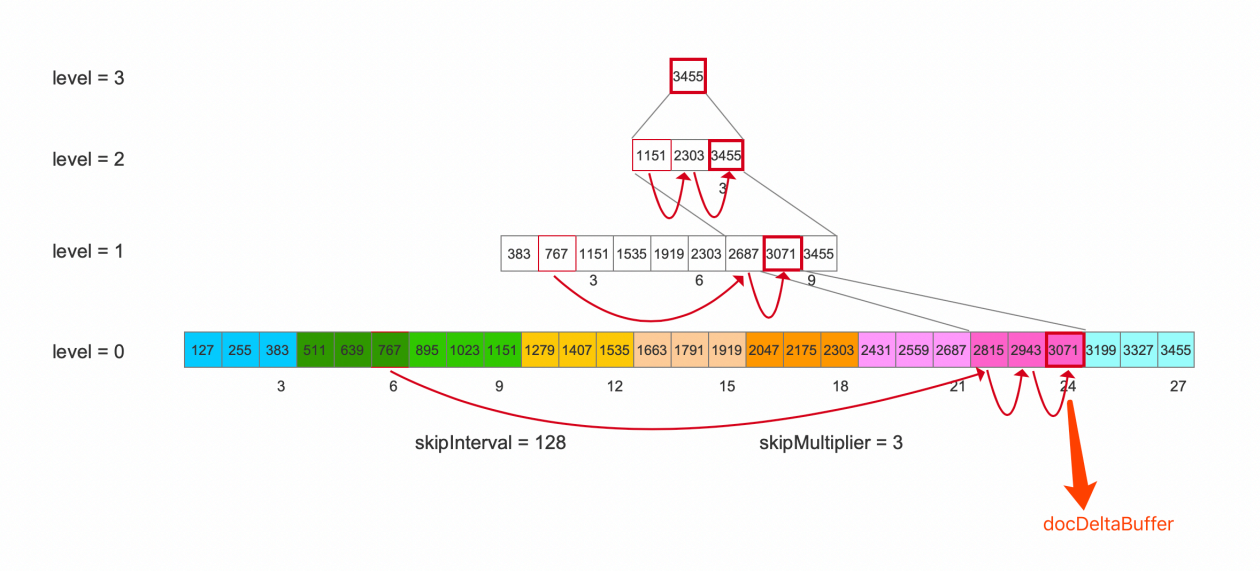 level = 3
3455
level = 2
1151 2303 3455
3
level = 1
383 767 1151 1535 1919 2303 2687 3071 3455
3 6 9
level = 0
127 255 383 511 639 767 895 1023 1151 1279 1407 1535 1663 1791 1919 2047 2175 2303 2431 2559 2687 2815 2943 3071 3199 3327 3455
3 6 9 12 15 18 21 24 27
skipInterval = 128 skipMultiplier = 3
docDeltaBuffer